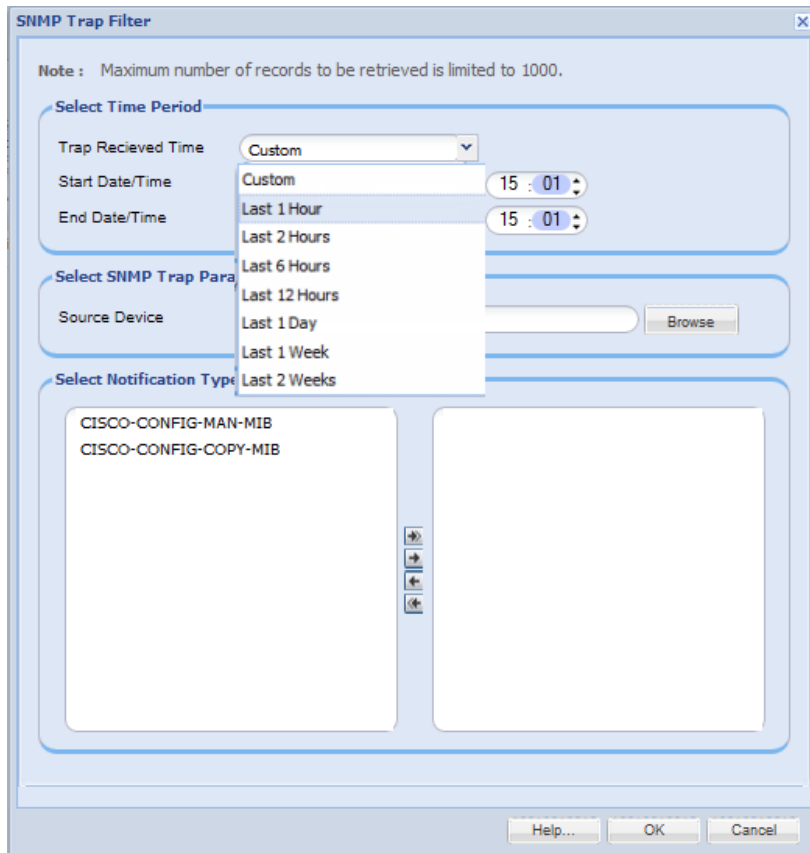 SNMP Trap Filter
Note : Maximum number of records to be retrieved is limited to 1000.
Select Time Period
Trap Recieved Time Custom
Custom
Start Date/Time 15 : 01
Last 1 Hour
End Date/Time 15 : 01
Last 2 Hours
Last 6 Hours
Select SNMP Trap Para
Last 12 Hours
Source Device Browse
Last 1 Day
Last 1 Week
Select Notification Type
Last 2 Weeks
CISCO-CONFIG-MAN-MIB
CISCO-CONFIG-COPY-MIB
Help... OK Cancel